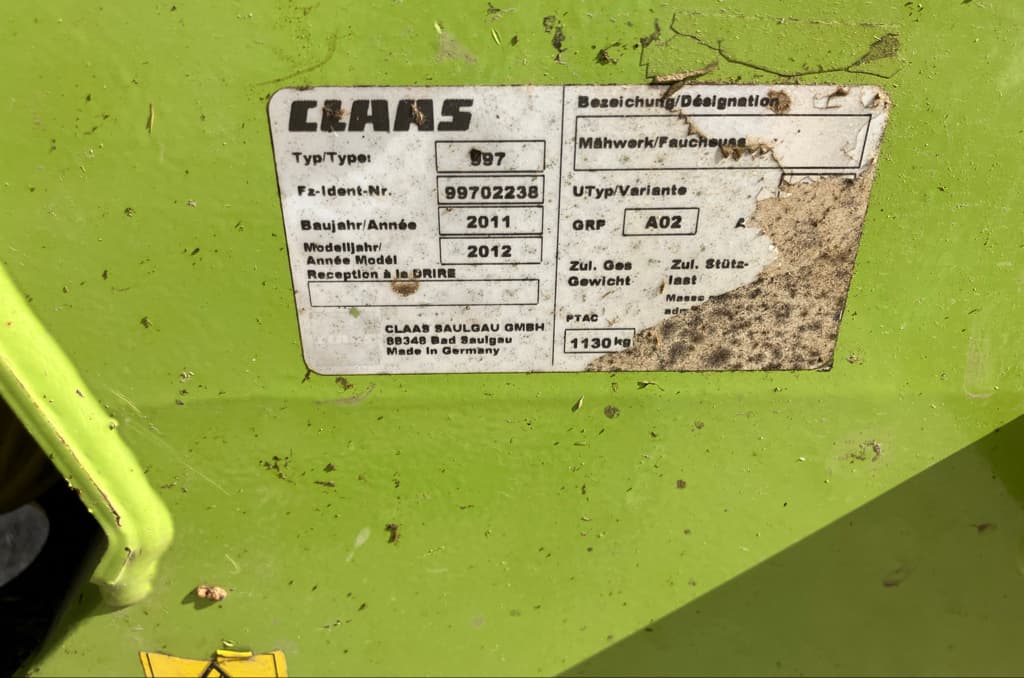 CLAAS
Typ/Type: 997
Fz-Ident-Nr. 99702238
Baujahr/Année 2011
Modelljahr/
Année Modél 2012
Reception à la DRIRE
CLAAS SAULGAU GMBH
88348 Bad Saulgau
Made in Germany
Bezeichung/Désignation
Mähwerk/Faucheuse
UTyp/Variante
GRP A02
Zul. Ges
Gewicht
Zul. Stütz-
last
Masse
PTAC
1130 kg